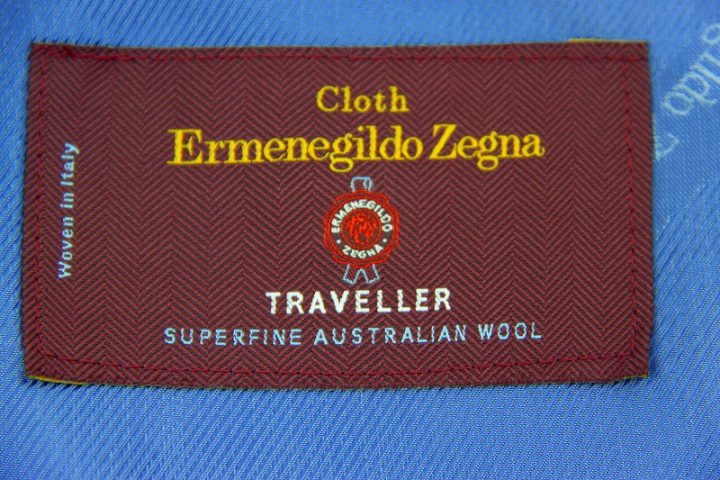 Cloth
Ermenegildo Zegna
Woven in Italy
ERMENEGILDO
ZEGNA
TRAVELLER
SUPERFINE AUSTRALIAN WOOL